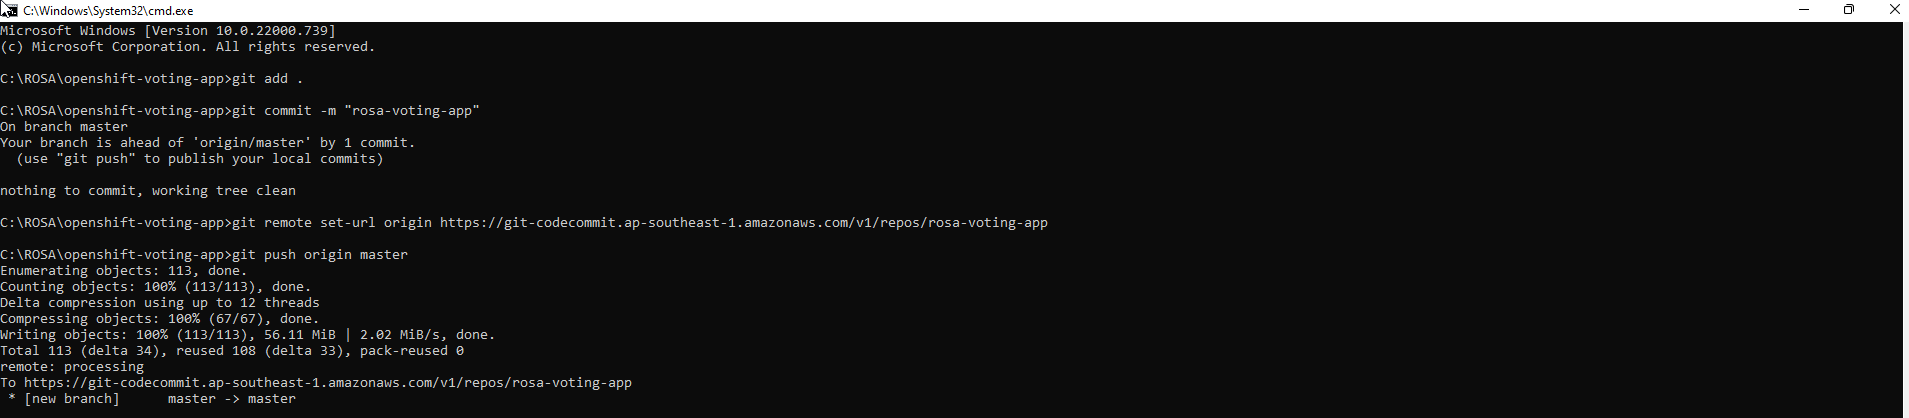 C:\Windows\System32\cmd.exe
Microsoft Windows [Version 10.0.22000.739]
(c) Microsoft Corporation. All rights reserved.
C:\ROSA\openshift-voting-app>git add .
C:\ROSA\openshift-voting-app>git commit -m "rosa-voting-app"
On branch master
Your branch is ahead of 'origin/master' by 1 commit.
  (use "git push" to publish your local commits)
nothing to commit, working tree clean
C:\ROSA\openshift-voting-app>git remote set-url origin https://git-codecommit.ap-southeast-1.amazonaws.com/v1/repos/rosa-voting-app
C:\ROSA\openshift-voting-app>git push origin master
Enumerating objects: 113, done.
Counting objects: 100% (113/113), done.
Delta compression using up to 12 threads
Compressing objects: 100% (67/67), done.
Writing objects: 100% (113/113), 56.11 MiB | 2.02 MiB/s, done.
Total 113 (delta 34), reused 108 (delta 33), pack-reused 0
remote: processing
To https://git-codecommit.ap-southeast-1.amazonaws.com/v1/repos/rosa-voting-app
 * [new branch]      master -> master